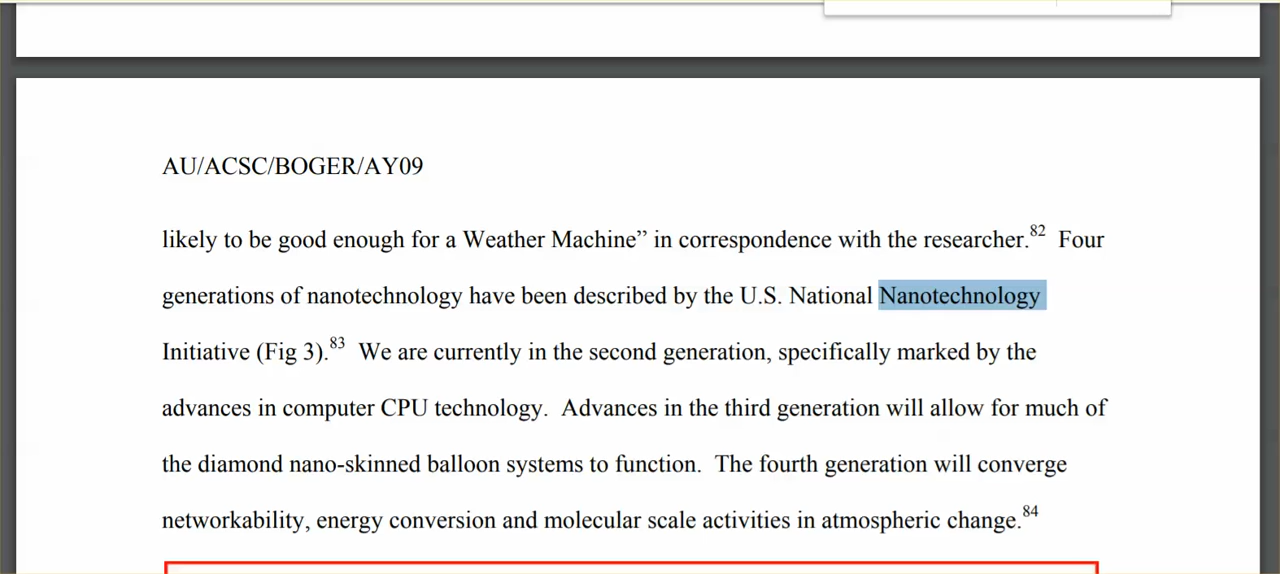 AU/ACSC/BOGER/AY09
likely to be good enough for a Weather Machine” in correspondence with the researcher.82 Four
generations of nanotechnology have been described by the U.S. National Nanotechnology
Initiative (Fig 3).83 We are currently in the second generation, specifically marked by the
advances in computer CPU technology. Advances in the third generation will allow for much of
the diamond nano-skinned balloon systems to function. The fourth generation will converge
networkability, energy conversion and molecular scale activities in atmospheric change.84